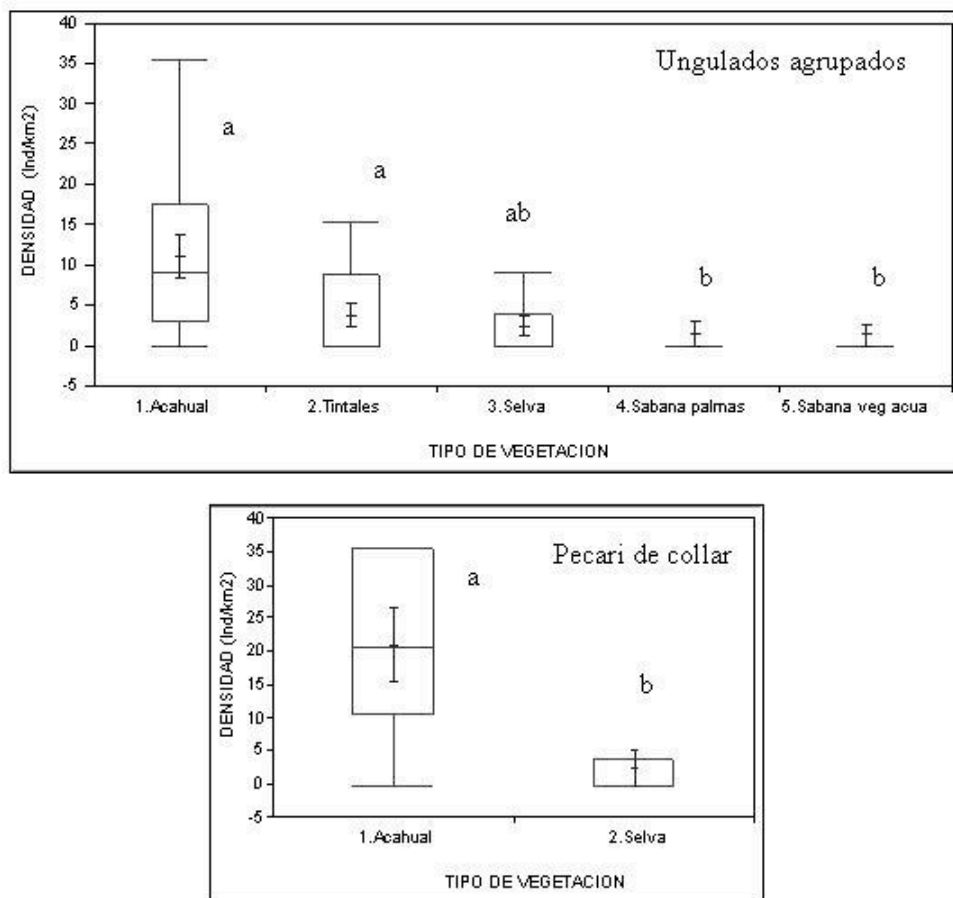 Ungulados agrupados
DENSIDAD (Ind/km2)
40
35
30
25
20
15
10
5
0
-5
a
a
ab
b
b
1.Acahual 2.Tintales 3.Selva 4.Sabana palmas 5.Sabana veg acua
TIPO DE VEGETACION
Pecari de collar
DENSIDAD (Ind/km2)
40
35
30
25
20
15
10
5
0
-5
a
b
1.Acahual 2.Selva
TIPO DE VEGETACION